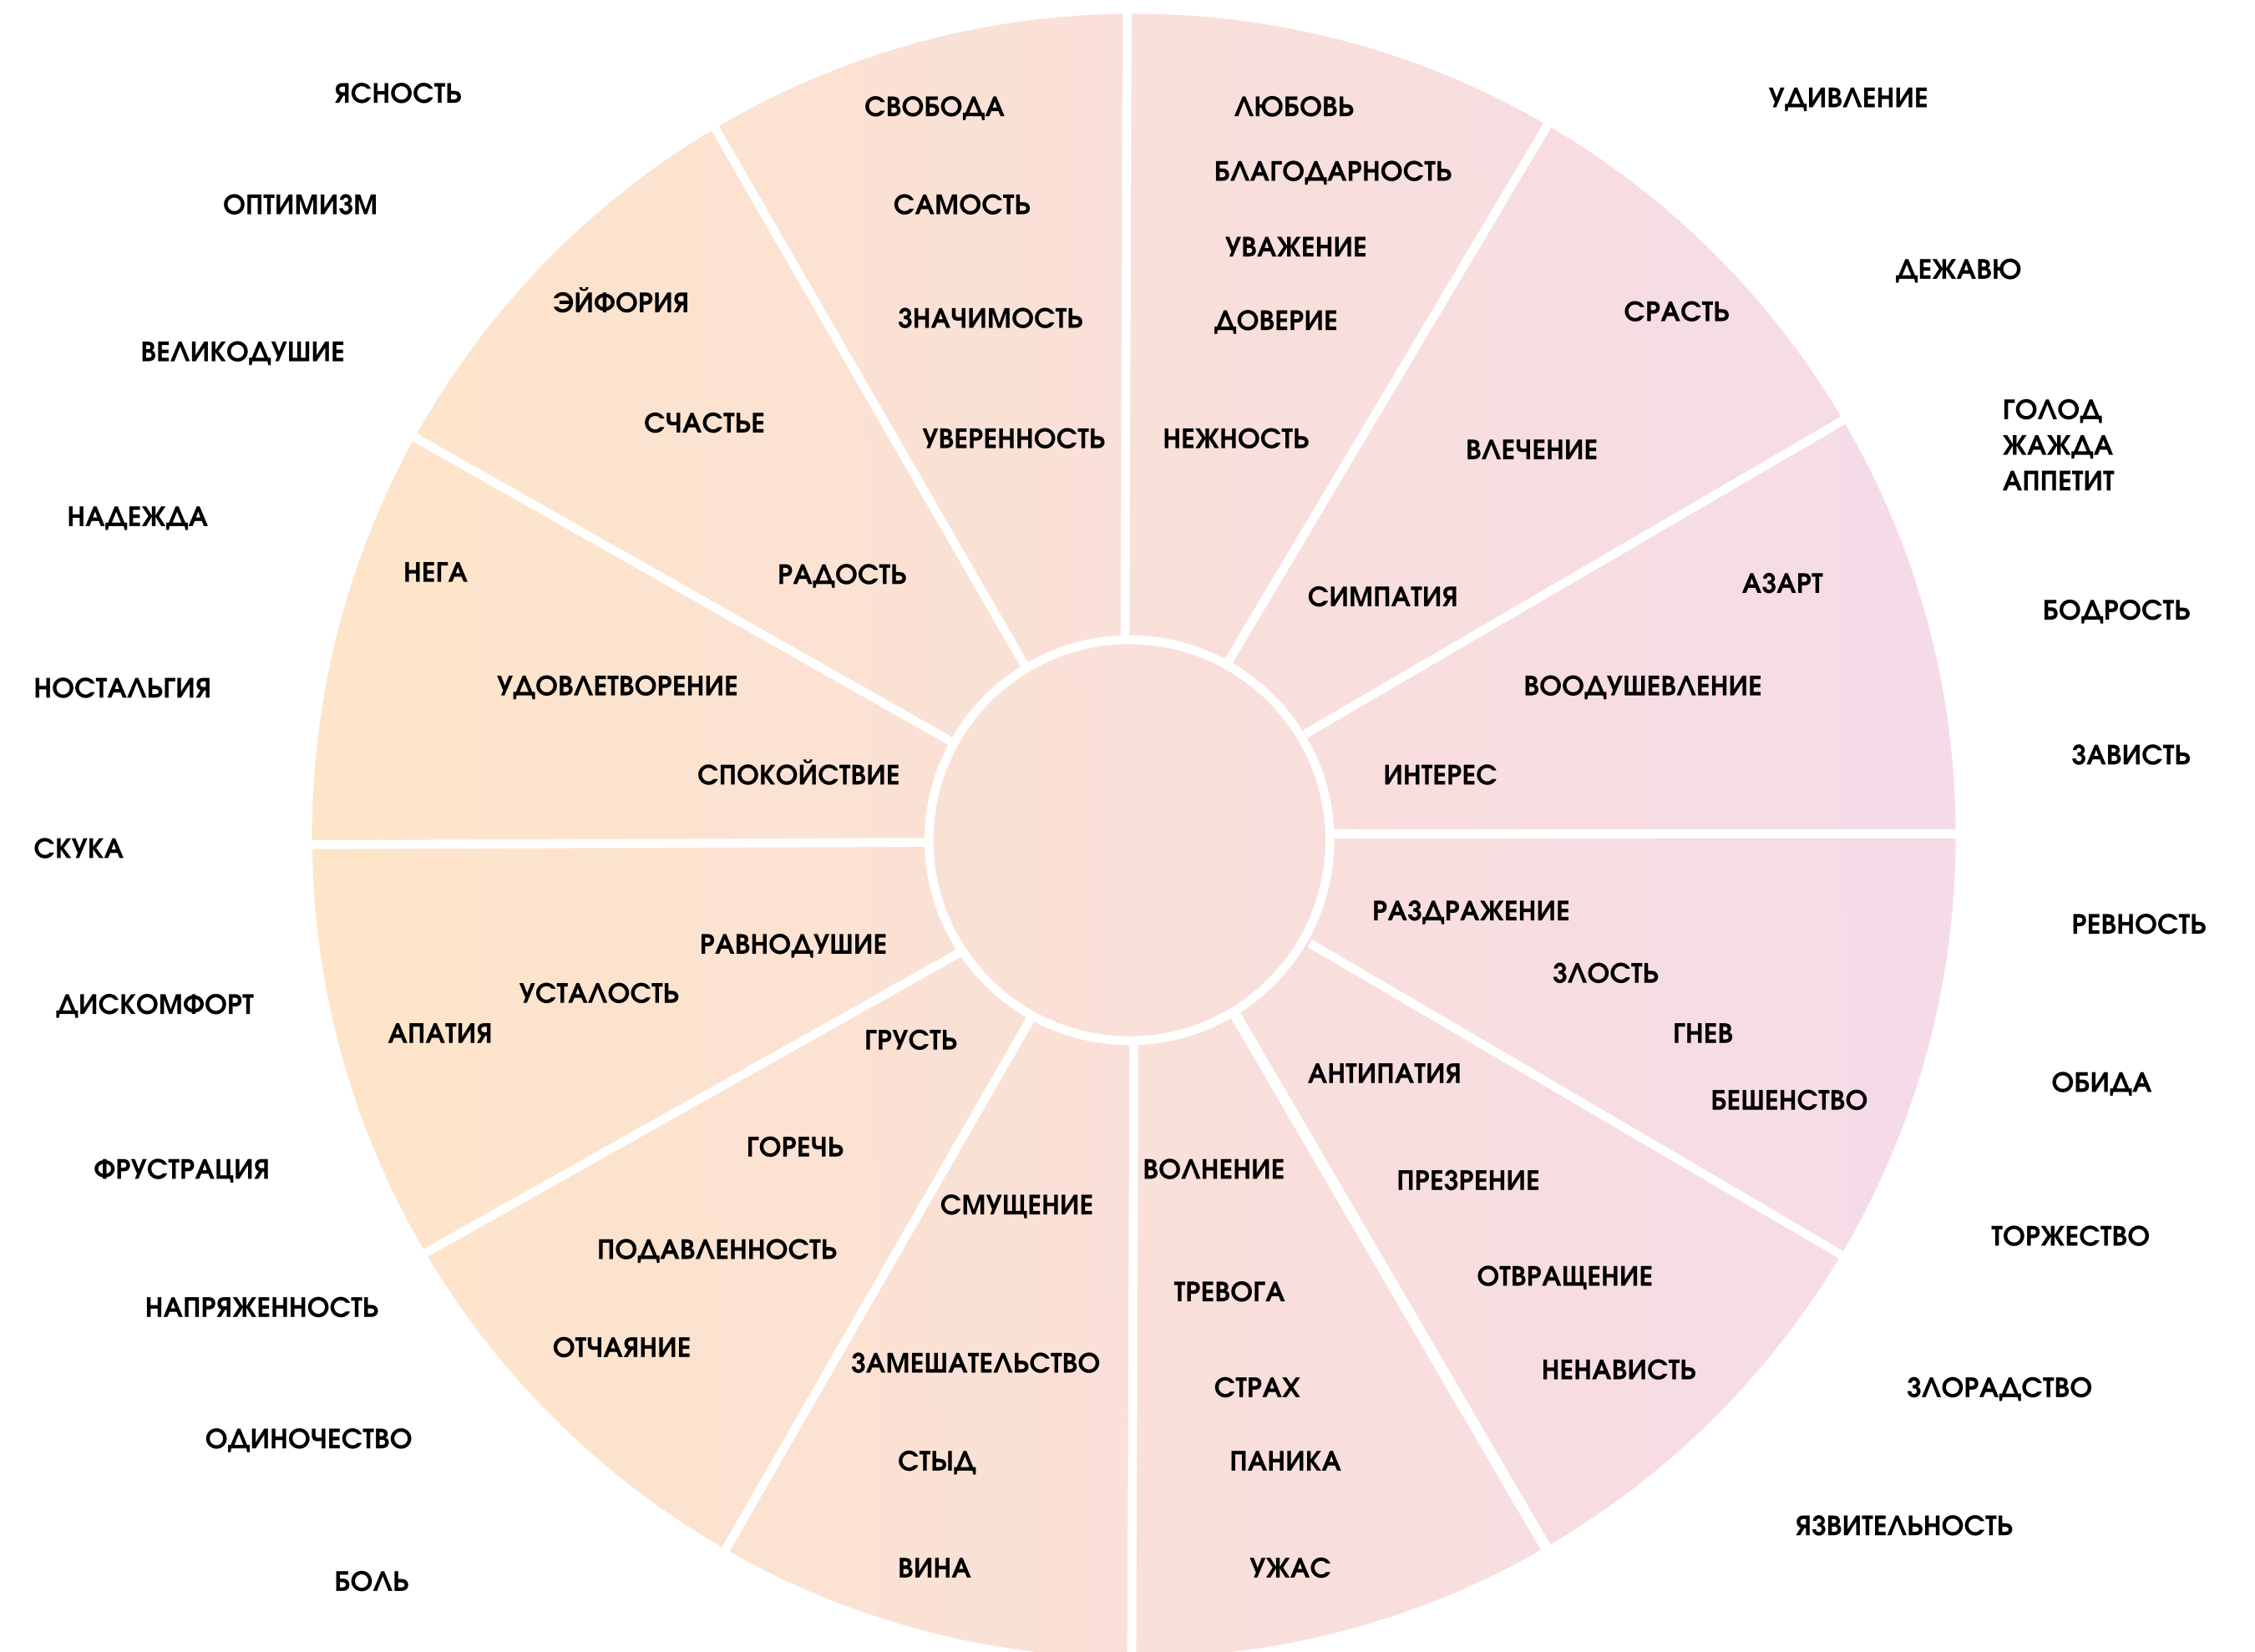 ЯСНОСТЬ
ОПТИМИЗМ
ВЕЛИКОДУШИЕ
НАДЕЖДА
НОСТАЛЬГИЯ
СКУКА
ДИСКОМФОРТ
ФРУСТРАЦИЯ
НАПРЯЖЕННОСТЬ
ОДИНОЧЕСТВО
БОЛЬ
СВОБОДА
САМОСТЬ
ЗНАЧИМОСТЬ
УВЕРЕННОСТЬ
ЛЮБОВЬ
БЛАГОДАРНОСТЬ
УВАЖЕНИЕ
ДОВЕРИЕ
НЕЖНОСТЬ
СРАСТЬ
ВЛЕЧЕНИЕ
СИМПАТИЯ
АЗАРТ
ВООДУШЕВЛЕНИЕ
ИНТЕРЕС
РАЗДРАЖЕНИЕ
ЗЛОСТЬ
ГНЕВ
БЕШЕНСТВО
АНТИПАТИЯ
ПРЕЗРЕНИЕ
ОТВРАЩЕНИЕ
НЕНАВИСТЬ
ВОЛНЕНИЕ
ТРЕВОГА
СТРАХ
ПАНИКА
УЖАС
СМУЩЕНИЕ
ЗАМЕШАТЕЛЬСТВО
СТЫД
ВИНА
ГРУСТЬ
ГОРЕЧЬ
ПОДАВЛЕННОСТЬ
ОТЧАЯНИЕ
РАВНОДУШИЕ
УСТАЛОСТЬ
АПАТИЯ
НЕГА
УДОВЛЕТВОРЕНИЕ
СПОКОЙСТВИЕ
ЭЙФОРИЯ
СЧАСТЬЕ
РАДОСТЬ
УДИВЛЕНИЕ
ДЕЖАВЮ
ГОЛОД
ЖАЖДА
АППЕТИТ
БОДРОСТЬ
ЗАВИСТЬ
РЕВНОСТЬ
ОБИДА
ТОРЖЕСТВО
ЗЛОРАДСТВО
ЯЗВИТЕЛЬНОСТЬ